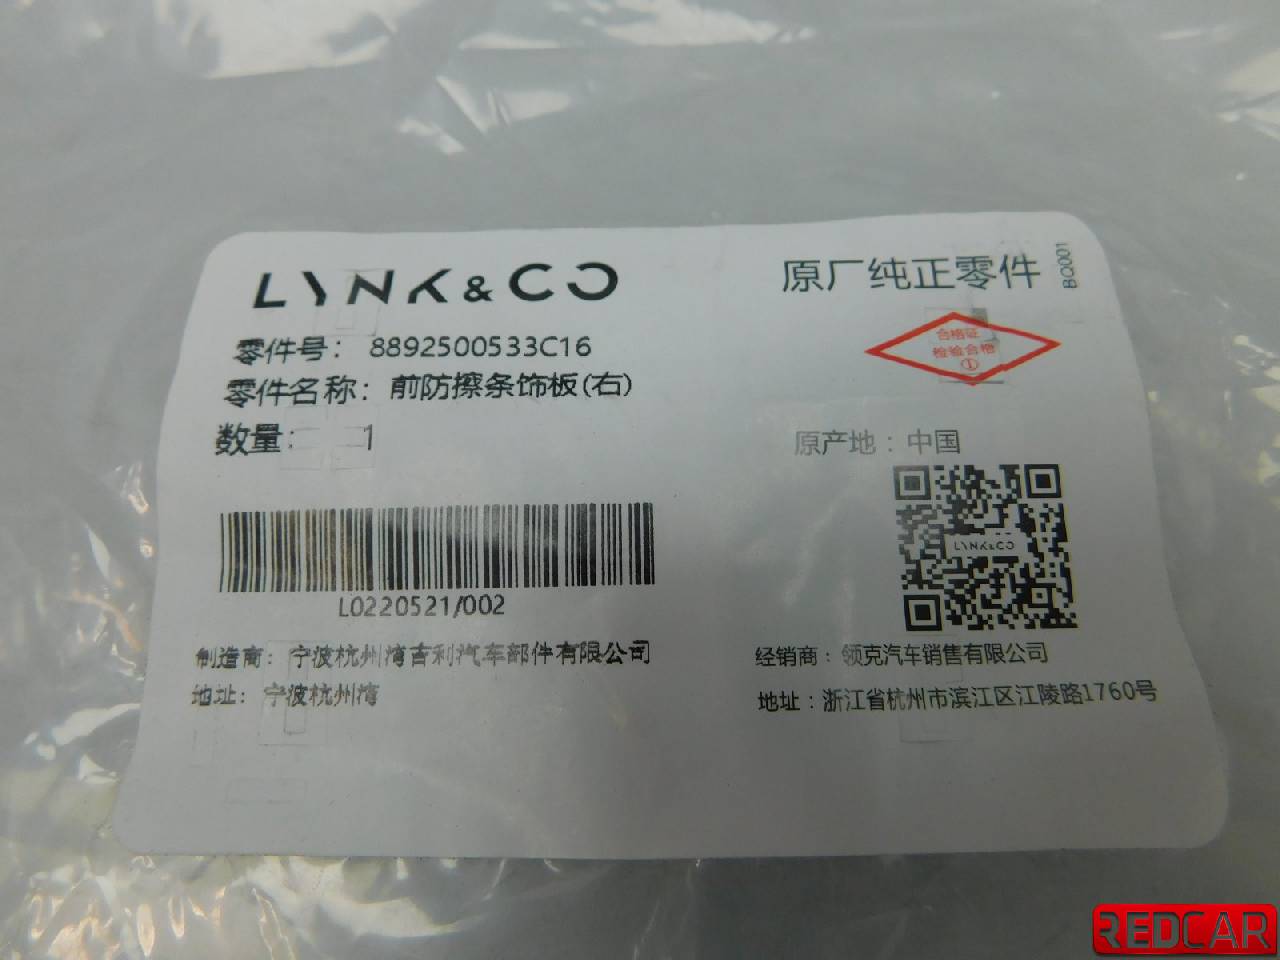 LYNK & CO
原厂纯正零件
BQ001
零件号： 8892500533C16
合格证
检验合格
①
零件名称：前防擦条饰板(右)
数量： 1
原产地：中国
LYNK&CO
L0220521/002
制造商： 宁波杭州湾吉利汽车部件有限公司
地址： 宁波杭州湾
经销商：领克汽车销售有限公司
地址：浙江省杭州市滨江区江陵路1760号
REDCAR